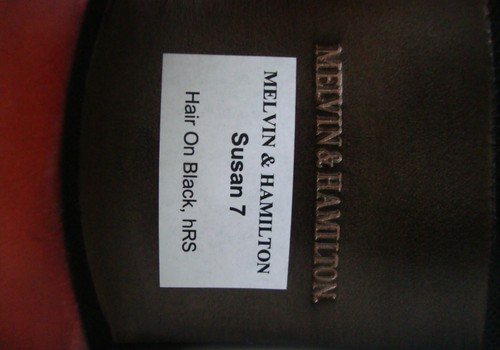 MELVIN & HAMILTON
MELVIN & HAMILTON
Susan 7
Hair On Black, hRS